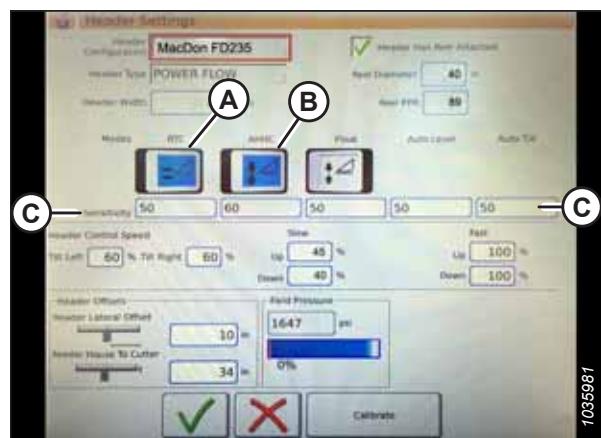 Header Settings
Header Configuration MacDon FD235
Header Has Reel Attached
Header Type POWER FLOW
Reel Diameter 40 in
Header Width
Reel PPR 89
A
B
Modes RTC AHHC Float Auto Level Auto Tilt
C Sensitivity 50 60 50 50 50 C
Header Control Speed
Slow
Fast
Tilt Left 60 % Tilt Right 60 %
Up 45 %
Up 100 %
Down 40 %
Down 100 %
Header Offsets
Header Lateral Offset
10 in
Feeder House To Cutter
34 in
Field Pressure
1647 psi
0%
Calibrate
1035981